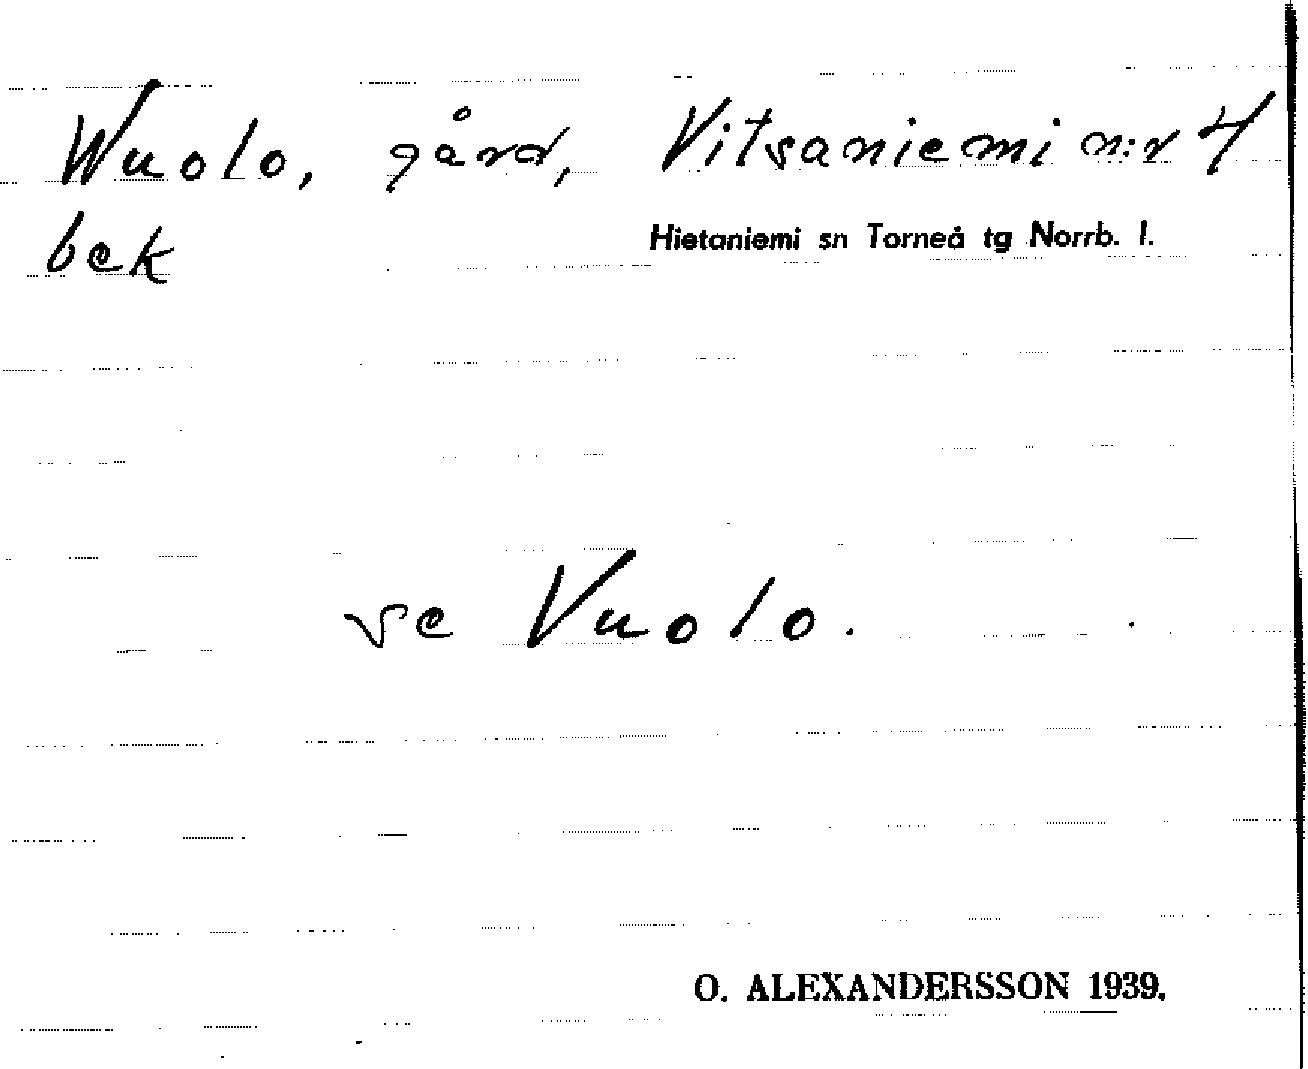 Wuolo, gård, Vitsaniemi n:r 4
bek
Hietaniemi sn Torneå tg Norrb. l.
se Vuolo.
O. ALEXANDERSSON 1939.